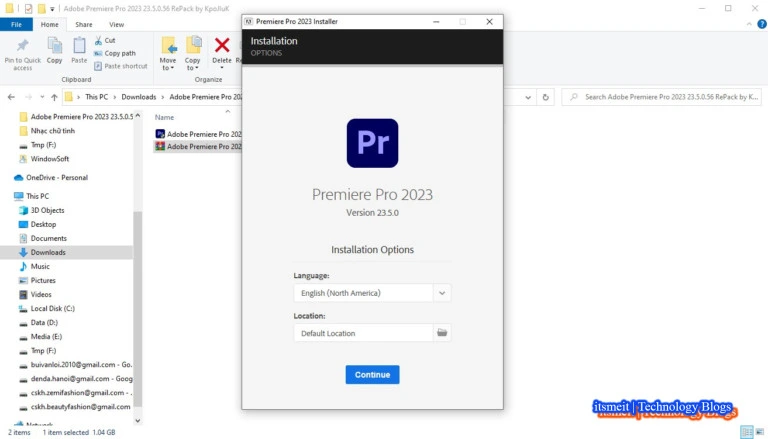 Adobe Premiere Pro 2023 23.5.0.56 RePack by KpoJIuK
File
Home
Share
View
Pin to Quick access
Copy
Paste
Cut
Copy path
Paste shortcut
Clipboard
Move to
Copy to
Delete
Organize
This PC
Downloads
Adobe Premiere Pro 202
Search Adobe Premiere Pro 2023 23.5.0.56 RePack by K...
Adobe Premiere Pro 2023 23.5.0.5
Nhạc chữ tình
Tmp (F:)
WindowSoft
OneDrive - Personal
This PC
3D Objects
Desktop
Documents
Downloads
Music
Pictures
Videos
Local Disk (C:)
Data (D:)
Media (E:)
Tmp (F:)
buivanloi.2010@gmail.com - Go...
denda.hanoi@gmail.com - Goog
cskh.zemifashion@gmail.com -
cskh.beautyfashion@gmail.com
Network
Name
Adobe Premiere Pro 202
Adobe Premiere Pro 202
Premiere Pro 2023 Installer
Installation
OPTIONS
Pr
Premiere Pro 2023
Version 23.5.0
Installation Options
Language:
English (North America)
Location:
Default Location
Continue
2 items
1 item selected 1.04 GB
itsmeit | Technology Blogs